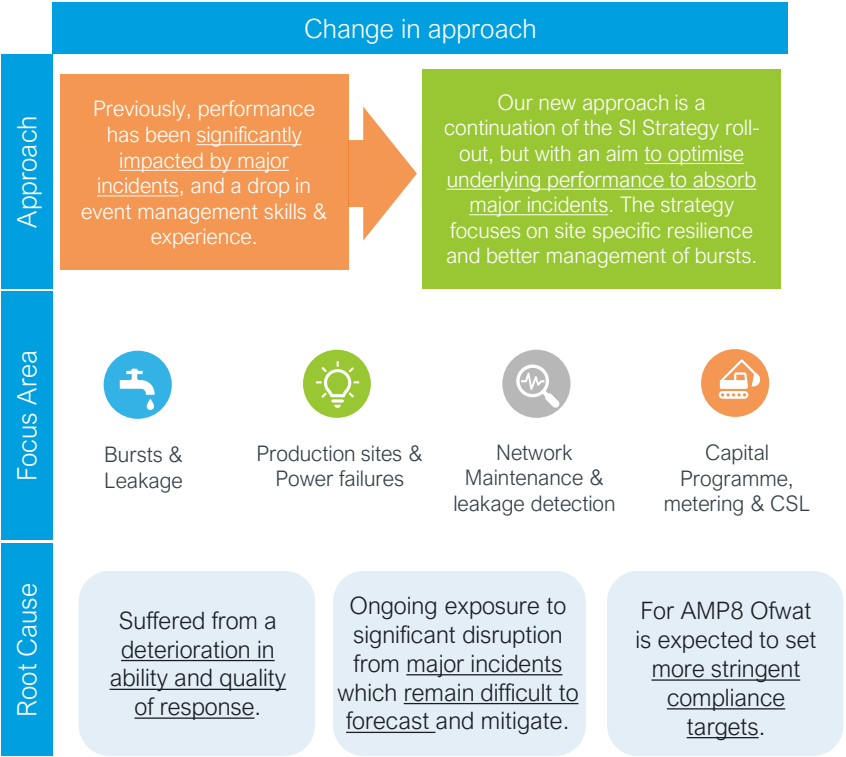 Change in approach
Approach
Previously, performance
has been significantly
impacted by major
incidents, and a drop in
event management skills &
experience.
Our new approach is a
continuation of the SI Strategy roll-
out, but with an aim to optimise
underlying performance to absorb
major incidents. The strategy
focuses on site specific resilience
and better management of bursts.
Focus Area
Bursts &
Leakage
Production sites &
Power failures
Network
Maintenance &
leakage detection
Capital
Programme,
metering & CSL
Root Cause
Suffered from a
deterioration in
ability and quality
of response.
Ongoing exposure to
significant disruption
from major incidents
which remain difficult to
forecast and mitigate.
For AMP8 Ofwat
is expected to set
more stringent
compliance
targets.